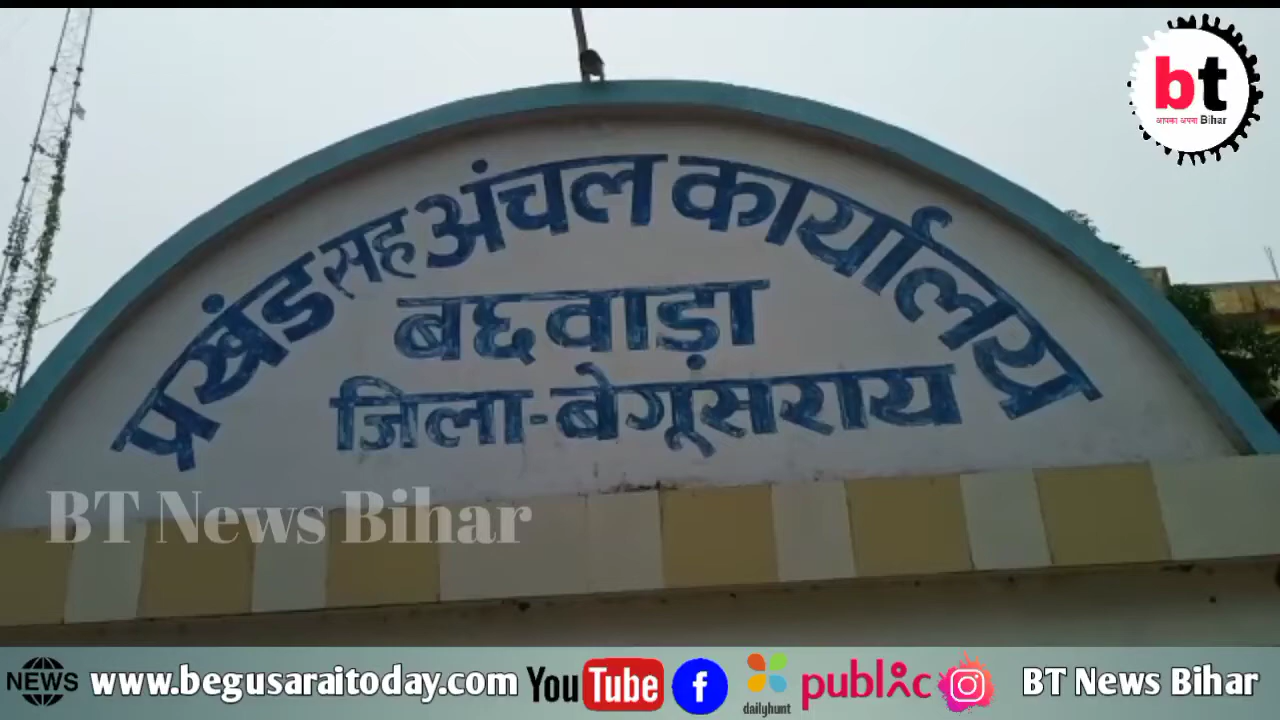 bt
आपका अपना Bihar
प्रखंड सह अंचल कार्यालय
बछवाड़ा
जिला-बेगूसराय
BT News Bihar
NEWS www.begusaraitoday.com YouTube f dailyhunt public BT News Bihar